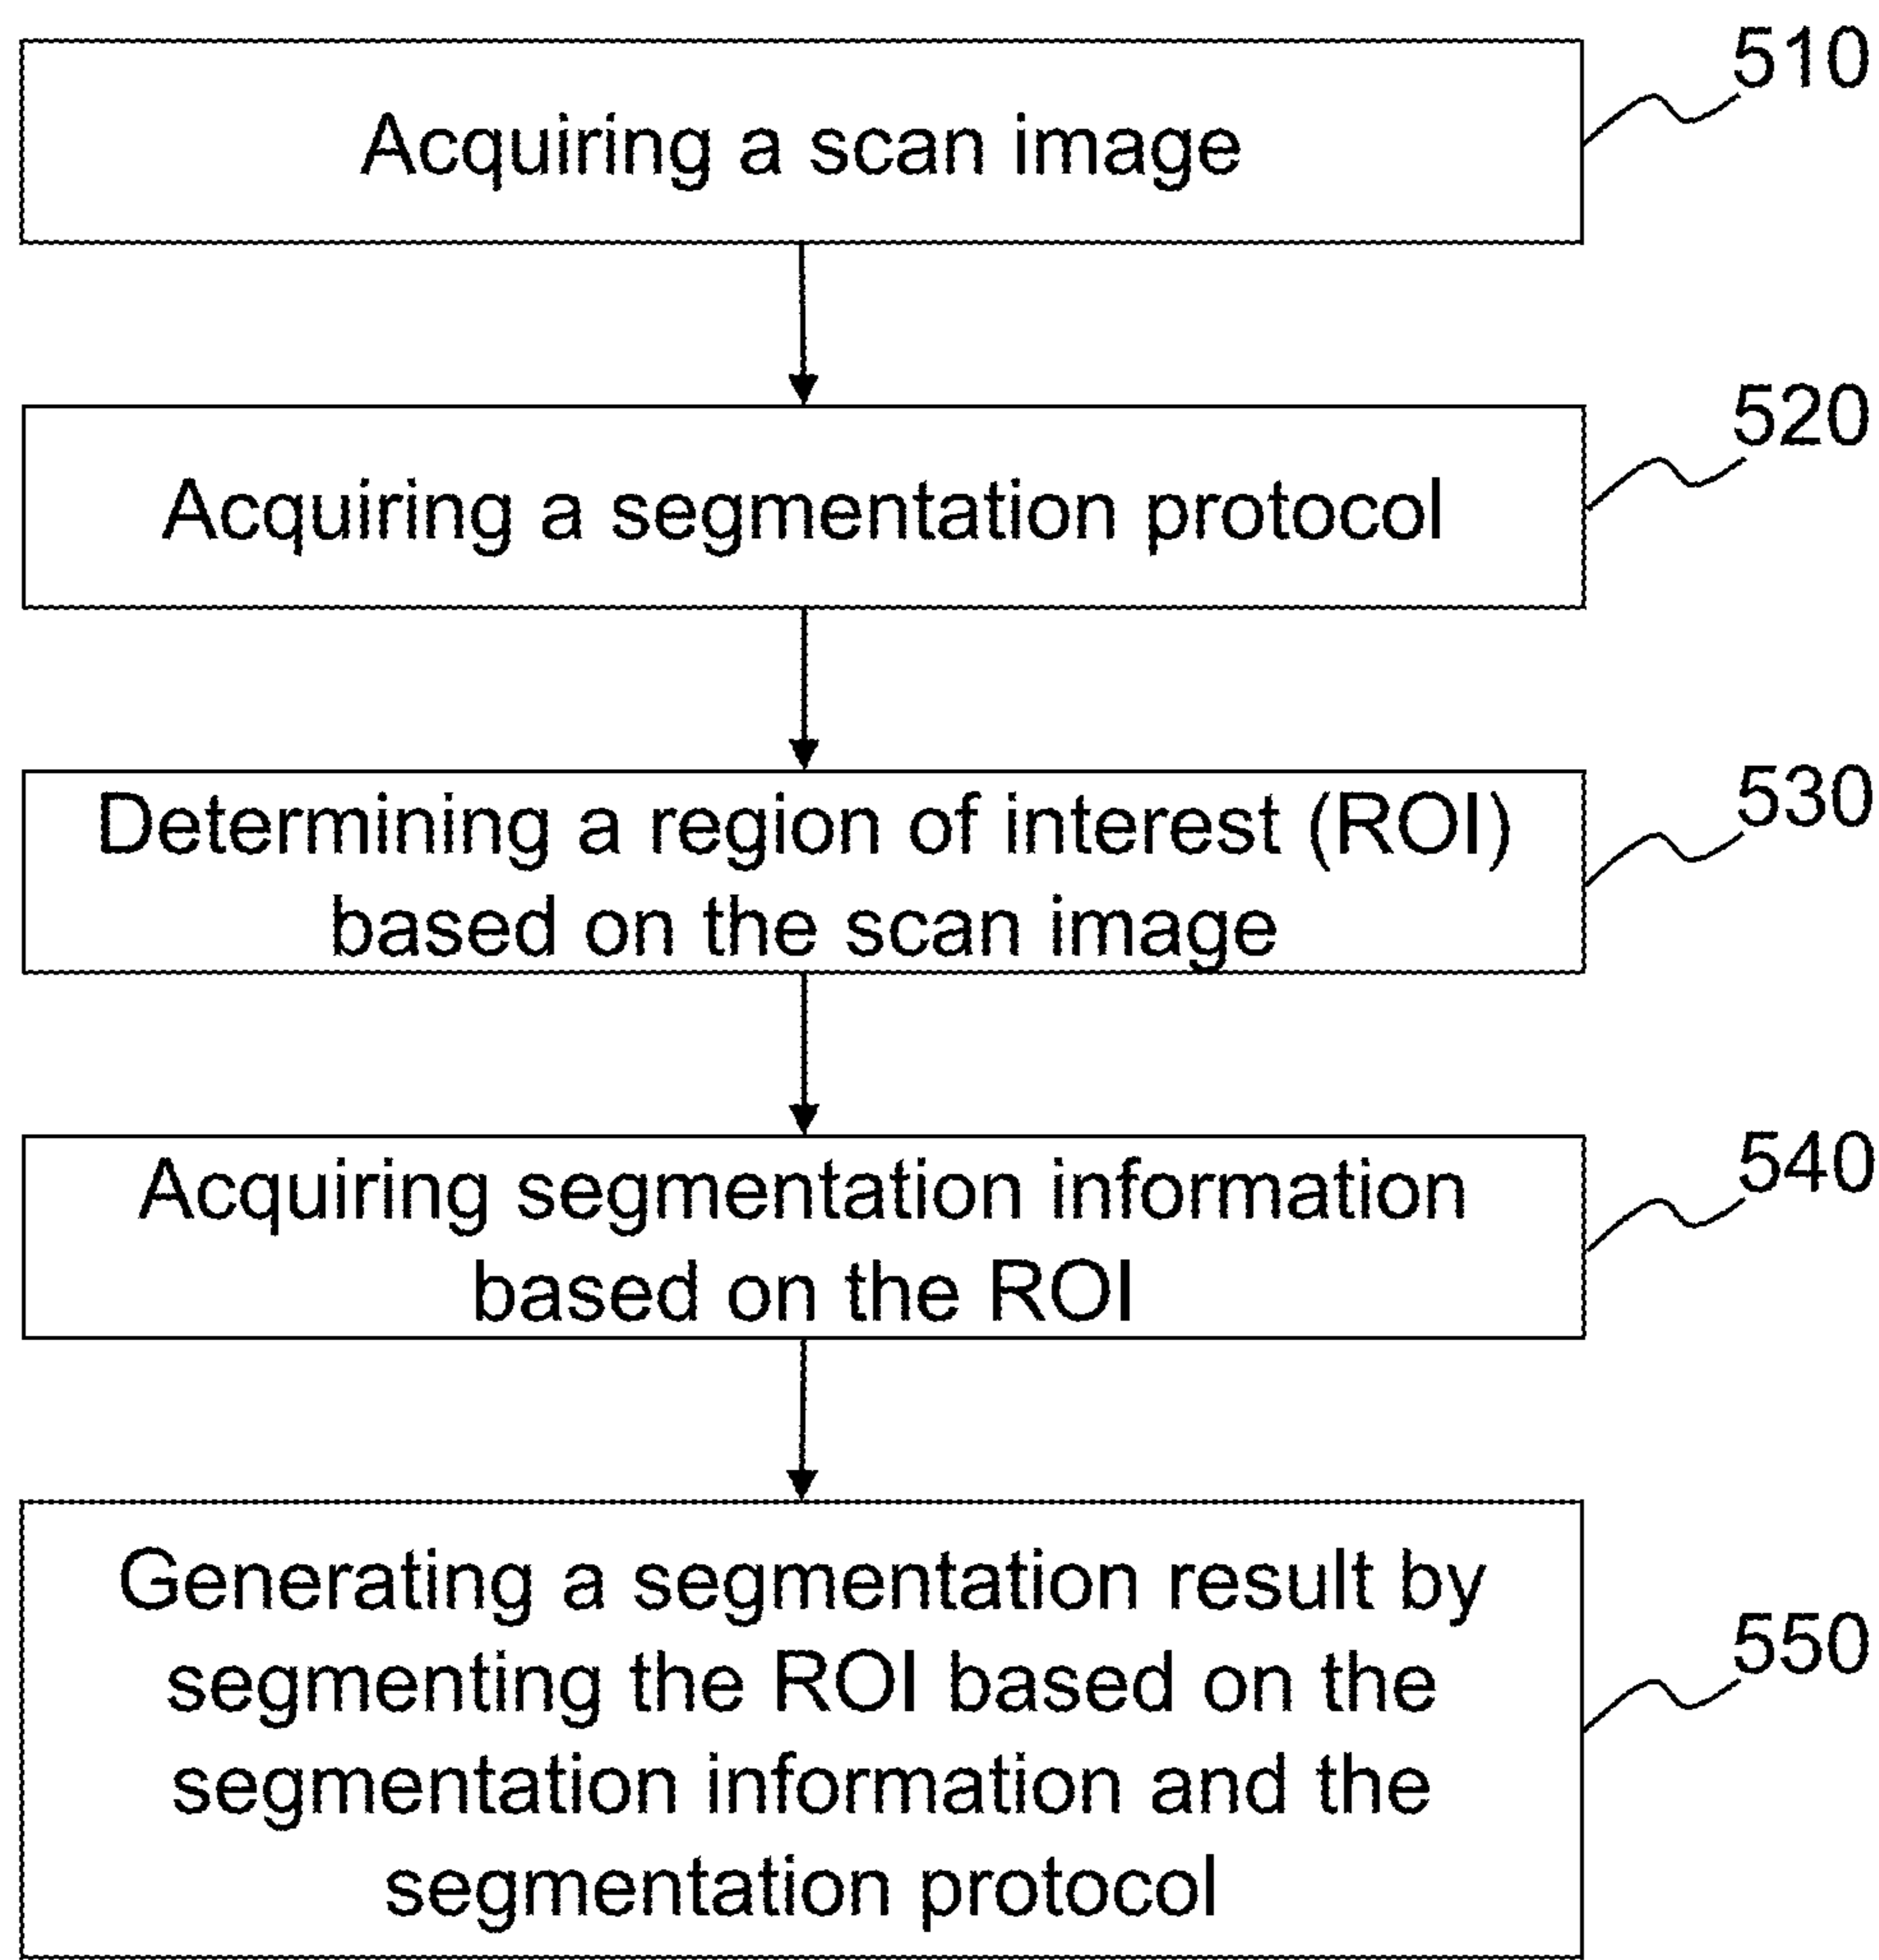 510
Acquiring a scan image
520
Acquiring a segmentation protocol
530
Determining a region of interest (ROI)
based on the scan image
540
Acquiring segmentation information
based on the ROI
550
Generating a segmentation result by
segmenting the ROI based on the
segmentation information and the
segmentation protocol